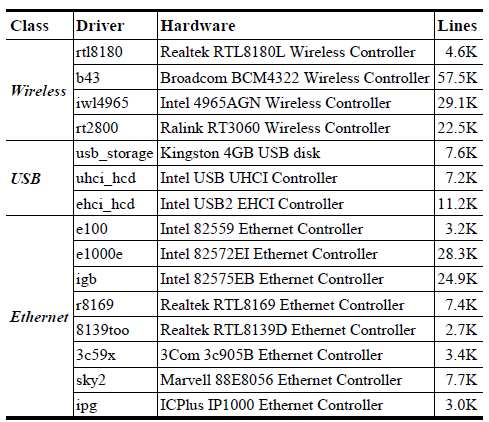 Class Driver Hardware Lines
Wireless
rtl8180 Realtek RTL8180L Wireless Controller 4.6K
b43 Broadcom BCM4322 Wireless Controller 57.5K
iwl4965 Intel 4965AGN Wireless Controller 29.1K
rt2800 Ralink RT3060 Wireless Controller 22.5K
USB
usb_storage Kingston 4GB USB disk 7.6K
uhci_hcd Intel USB UHCI Controller 7.2K
ehci_hcd Intel USB2 EHCI Controller 11.2K
Ethernet
e100 Intel 82559 Ethernet Controller 3.2K
e1000e Intel 82572EI Ethernet Controller 28.3K
igb Intel 82575EB Ethernet Controller 24.9K
r8169 Realtek RTL8169 Ethernet Controller 7.4K
8139too Realtek RTL8139D Ethernet Controller 2.7K
3c59x 3Com 3c905B Ethernet Controller 3.4K
sky2 Marvell 88E8056 Ethernet Controller 7.7K
ipg ICPlus IP1000 Ethernet Controller 3.0K